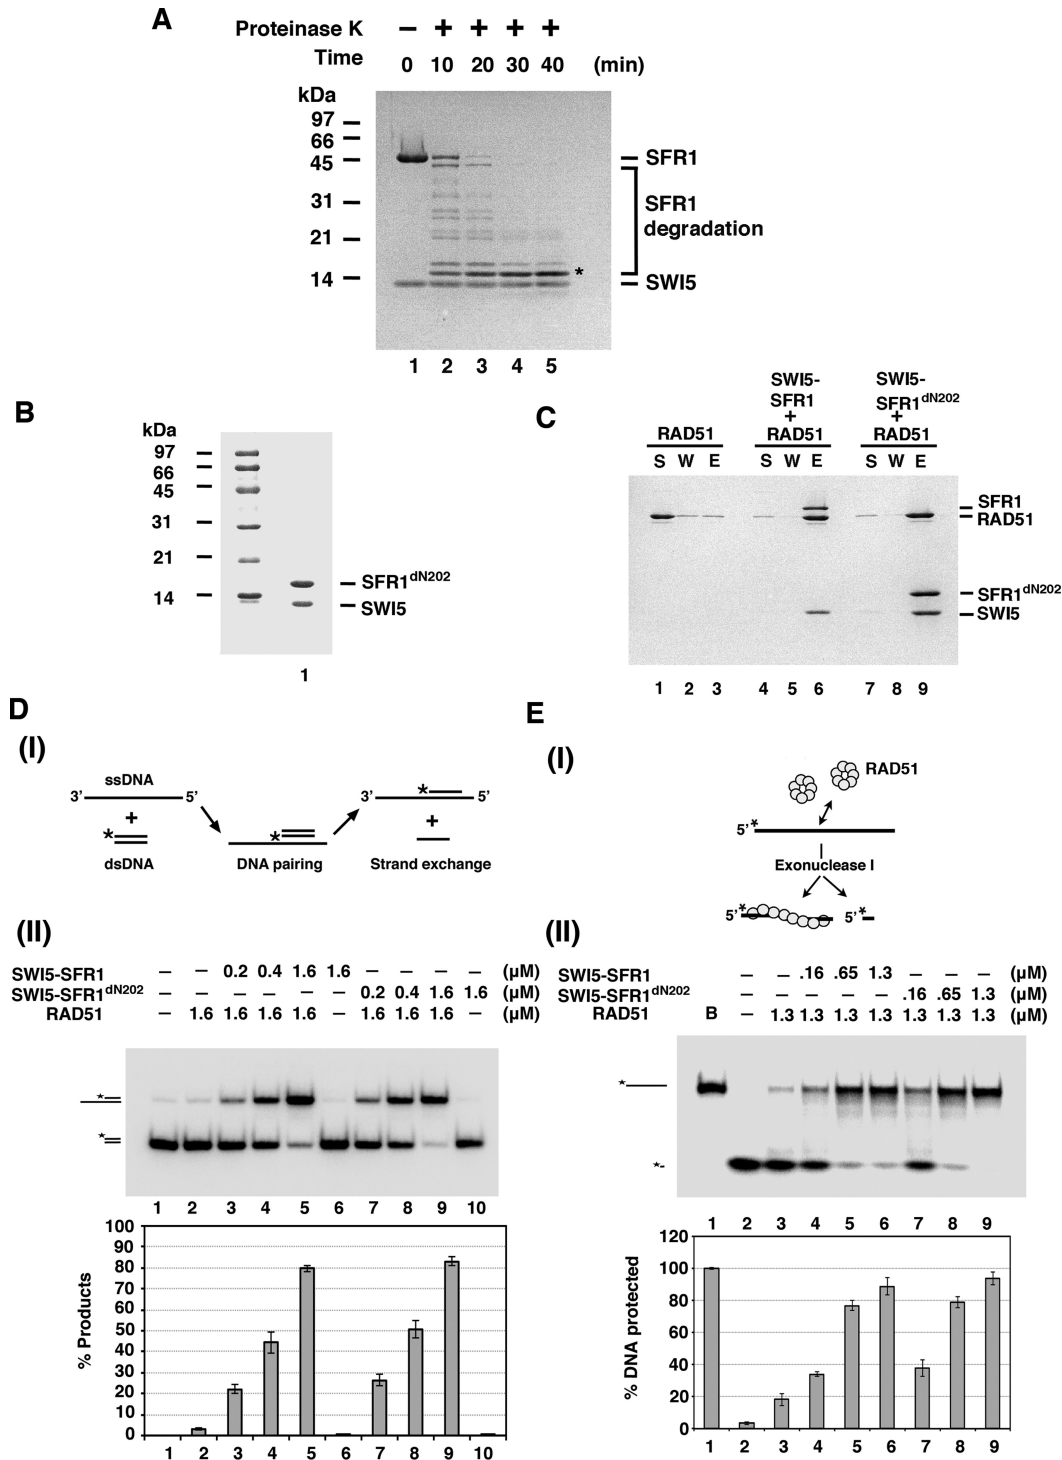 A
Proteinase K − + + + +
Time 0 10 20 30 40 (min)
kDa
97
66
45
31
21
14
SFR1
SFR1
degradation
*
SWI5
1 2 3 4 5
B
kDa
97
66
45
31
21
14
SFR1dN202
SWI5
1
C
RAD51
SWI5-
SFR1
+
RAD51
SWI5-
SFR1dN202
+
RAD51
S W E S W E S W E
SFR1
RAD51
SFR1dN202
SWI5
1 2 3 4 5 6 7 8 9
D
(I)
ssDNA
3' 5'
+
*
dsDNA
*
DNA pairing
3' * 5'
+
Strand exchange
(II)
SWI5-SFR1 − − 0.2 0.4 1.6 1.6 − − − − (µM)
SWI5-SFR1dN202 − − − − − − 0.2 0.4 1.6 1.6 (µM)
RAD51 − 1.6 1.6 1.6 1.6 − 1.6 1.6 1.6 − (µM)
*
*
1 2 3 4 5 6 7 8 9 10
% Products
100
90
80
70
60
50
40
30
20
10
0
1 2 3 4 5 6 7 8 9 10
E
(I)
RAD51
5'*
Exonuclease I
5'* 5'*
(II)
SWI5-SFR1 − − .16 .65 1.3 − − − (µM)
SWI5-SFR1dN202 − − − − − .16 .65 1.3 (µM)
RAD51 B − 1.3 1.3 1.3 1.3 1.3 1.3 1.3 (µM)
*
*
1 2 3 4 5 6 7 8 9
% DNA protected
120
100
80
60
40
20
0
1 2 3 4 5 6 7 8 9